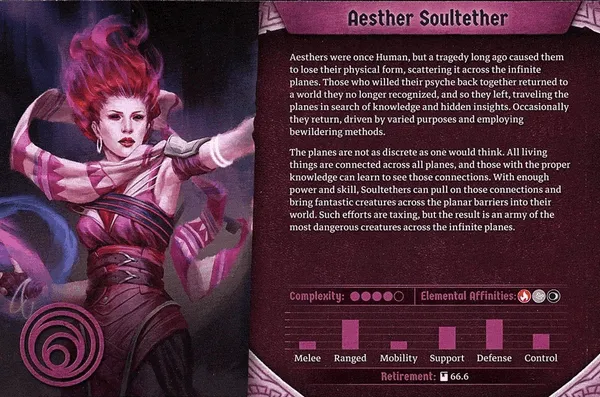 Aesther Soultether
Aesthers were once Human, but a tragedy long ago caused them
to lose their physical form, scattering it across the infinite
planes. Those who willed their psyche back together returned to
a world they no longer recognized, and so they left, traveling the
planes in search of knowledge and hidden insights. Occasionally
they return, driven by varied purposes and employing
bewildering methods.
The planes are not as discrete as one would think. All living
things are connected across all planes, and those with the proper
knowledge can learn to see those connections. With enough
power and skill, Soultethers can pull on those connections and
bring fantastic creatures across the planar barriers into their
world. Such efforts are taxing, but the result is an army of the
most dangerous creatures across the infinite planes.
Complexity: Elemental Affinities:
Melee Ranged Mobility Support Defense Control
Retirement: 66.6